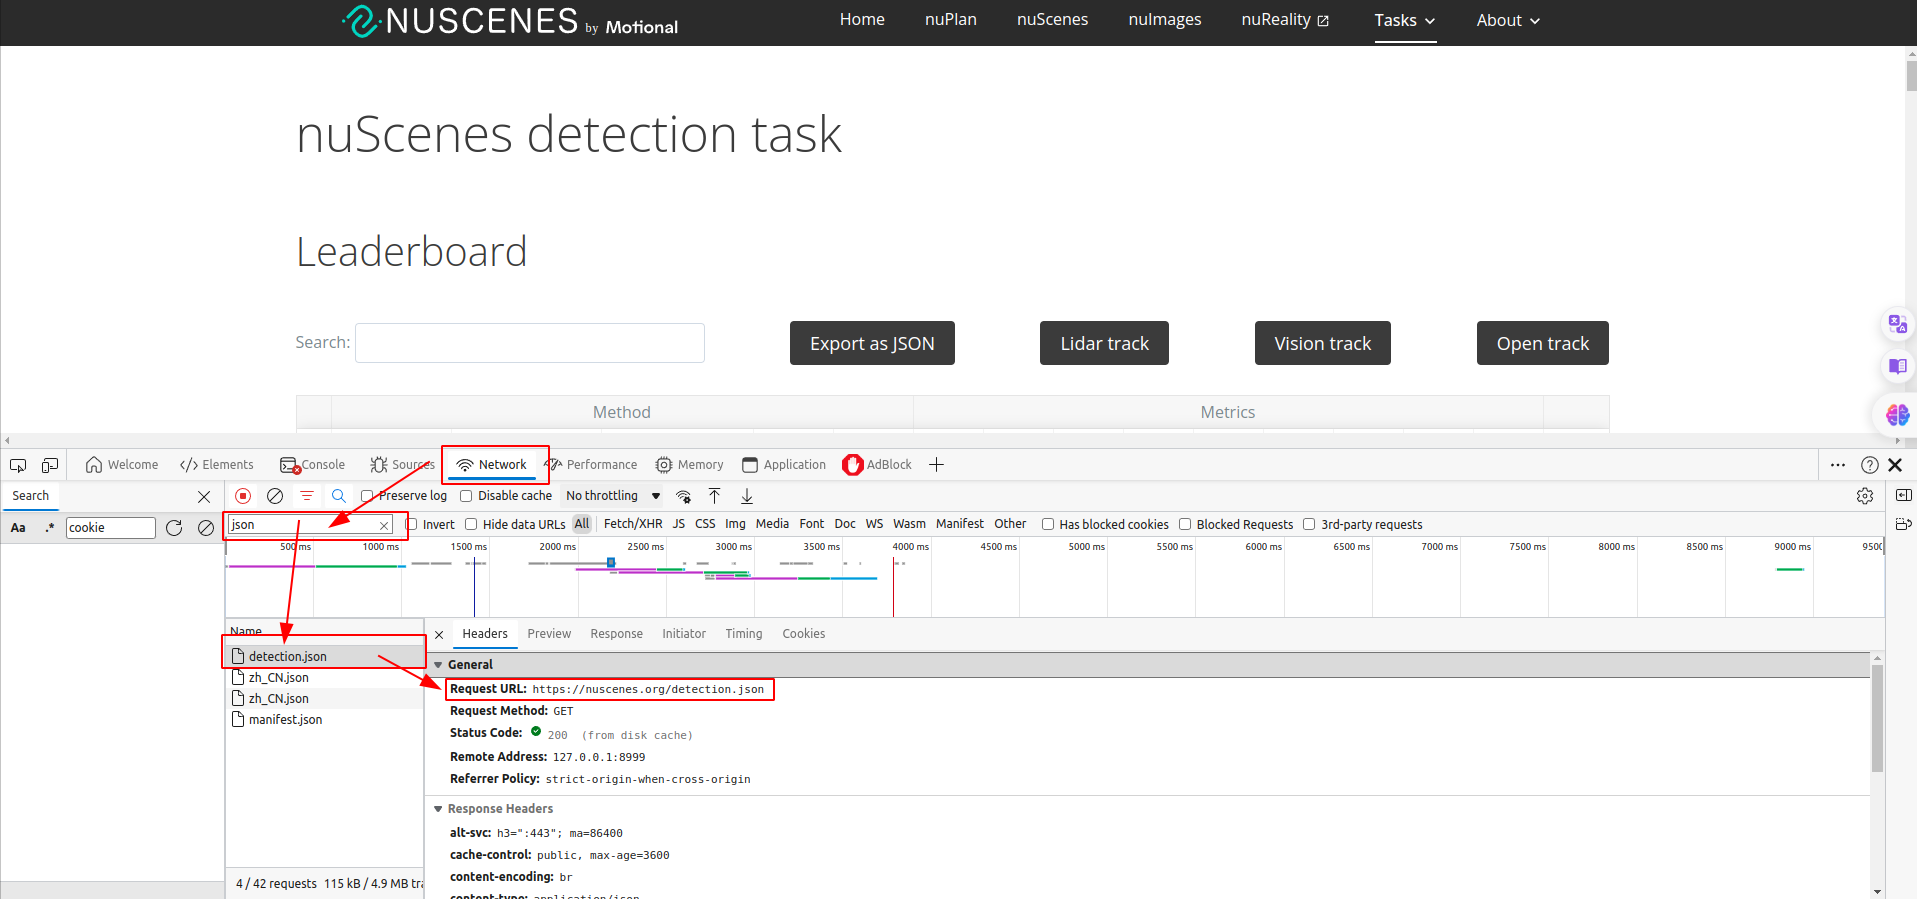 NUSCENES by Motional
Home nuPlan nuScenes nuImages nuReality Tasks About
nuScenes detection task
Leaderboard
Search: Export as JSON Lidar track Vision track Open track
Method Metrics
Welcome Elements Console Sources Network Performance Memory Application AdBlock
Search Preserve log Disable cache No throttling
Aa .* cookie
json Invert Hide data URLs All Fetch/XHR JS CSS Img Media Font Doc WS Wasm Manifest Other Has blocked cookies Blocked Requests 3rd-party requests
500 ms 1000 ms 1500 ms 2000 ms 2500 ms 3000 ms 3500 ms 4000 ms 4500 ms 5000 ms 5500 ms 6000 ms 6500 ms 7000 ms 7500 ms 8000 ms 8500 ms 9000 ms 950
Name
detection.json
zh_CN.json
zh_CN.json
manifest.json
4 / 42 requests 115 kB / 4.9 MB tra
Headers Preview Response Initiator Timing Cookies
General
Request URL: https://nuscenes.org/detection.json
Request Method: GET
Status Code: 200 (from disk cache)
Remote Address: 127.0.0.1:8999
Referrer Policy: strict-origin-when-cross-origin
Response Headers
alt-svc: h3=":443"; ma=86400
cache-control: public, max-age=3600
content-encoding: br
content-type: application/json